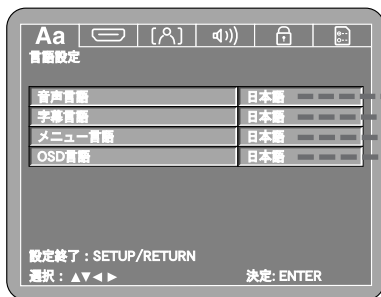 Aa
言語設定
音声言語 日本語
字幕言語 日本語
メニュー言語 日本語
OSD言語 日本語
設定終了 : SETUP/RETURN
選択 : ▲▼◄ ► 決定: ENTER